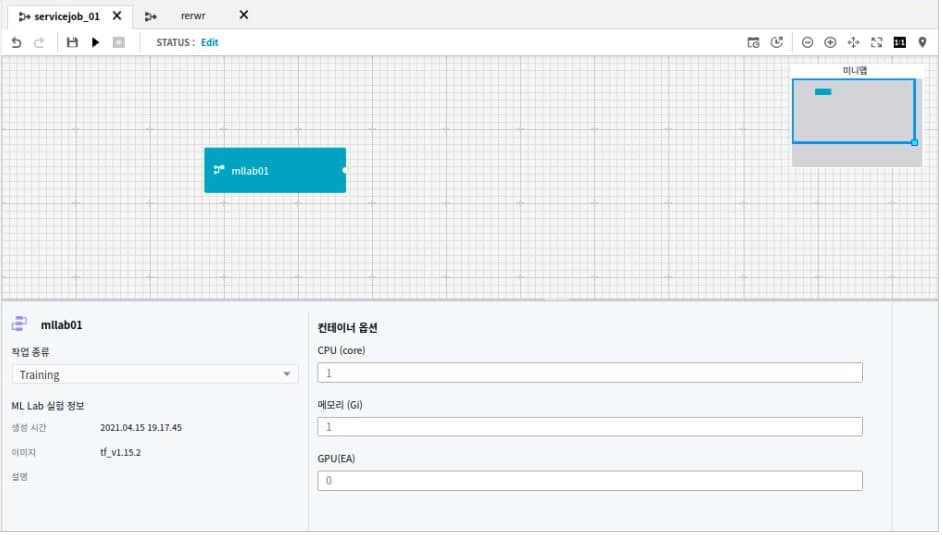 servicejob_01
rerwr
STATUS : Edit
1:1
미니맵
mllab01
mllab01
작업 종류
Training
ML Lab 실험 정보
생성 시간 2021.04.15 19.17.45
이미지 tf_v1.15.2
설명
컨테이너 옵션
CPU (core)
1
메모리 (Gi)
1
GPU(EA)
0